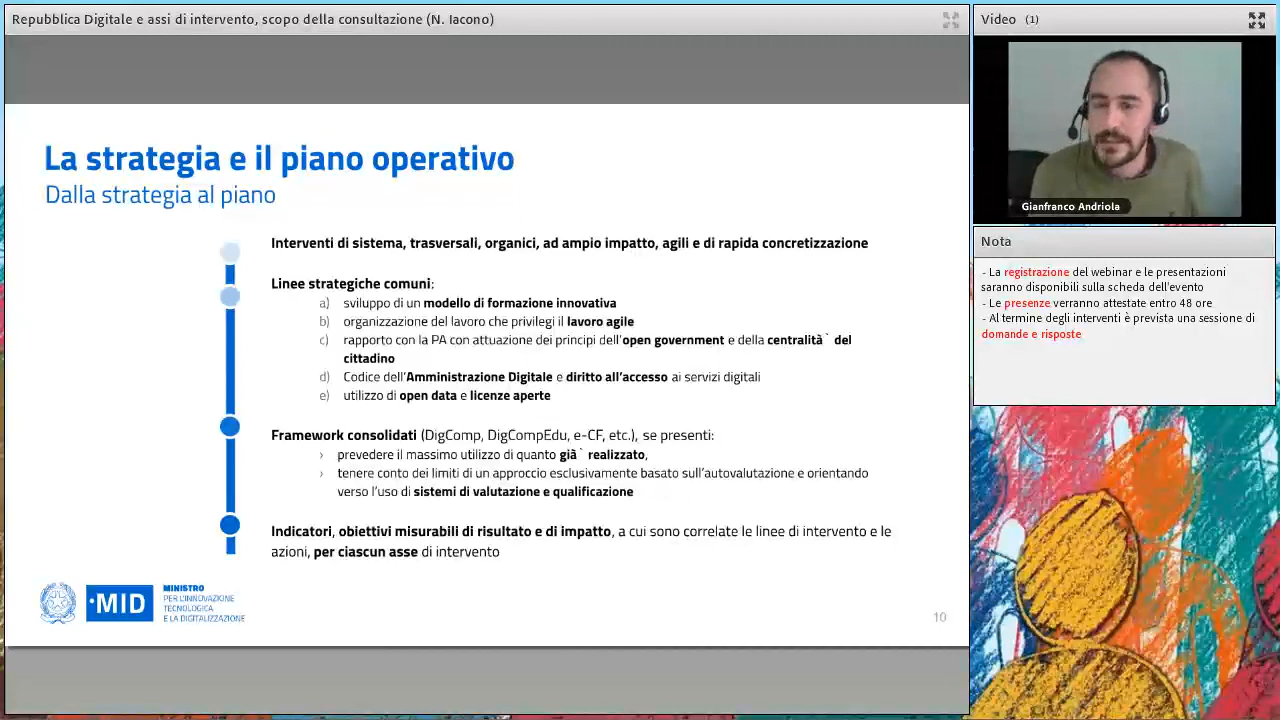 Repubblica Digitale e assi di intervento, scopo della consultazione (N. Iacono)
La strategia e il piano operativo
Dalla strategia al piano
Interventi di sistema, trasversali, organici, ad ampio impatto, agili e di rapida concretizzazione
Linee strategiche comuni:
a) sviluppo di un modello di formazione innovativa
b) organizzazione del lavoro che privilegi il lavoro agile
c) rapporto con la PA con attuazione dei principi dell'open government e della centralità` del
cittadino
d) Codice dell'Amministrazione Digitale e diritto all'accesso ai servizi digitali
e) utilizzo di open data e licenze aperte
Framework consolidati (DigComp, DigCompEdu, e-CF, etc.), se presenti:
› prevedere il massimo utilizzo di quanto già` realizzato,
› tenere conto dei limiti di un approccio esclusivamente basato sull'autovalutazione e orientando
verso l'uso di sistemi di valutazione e qualificazione
Indicatori, obiettivi misurabili di risultato e di impatto, a cui sono correlate le linee di intervento e le
azioni, per ciascun asse di intervento
·MID
MINISTRO
PER L'INNOVAZIONE
TECNOLOGICA
E LA DIGITALIZZAZIONE
10
Video (1)
Gianfranco Andriola
Nota
- La registrazione del webinar e le presentazioni
saranno disponibili sulla scheda dell'evento
- Le presenze verranno attestate entro 48 ore
- Al termine degli interventi è prevista una sessione di
domande e risposte